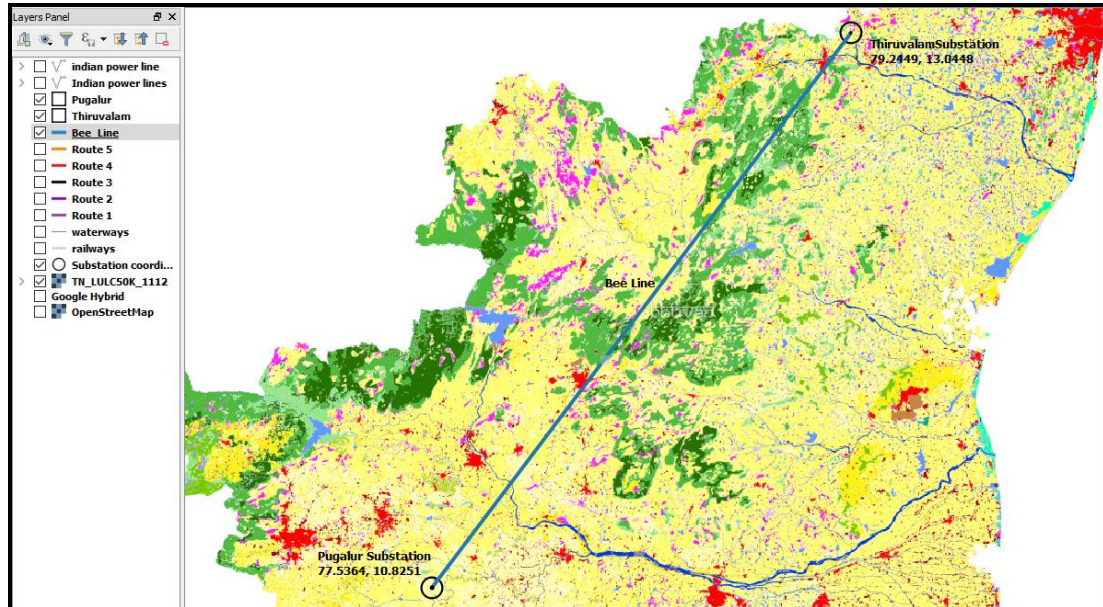 Layers Panel
indian power line
Indian power lines
Pugalur
Thiruvalam
Bee_Line
Route 5
Route 4
Route 3
Route 2
Route 1
waterways
railways
Substation coordi...
TN_LULC50K_1112
Google Hybrid
OpenStreetMap
ThiruvalamSubstation
79.2449, 13.0448
Bee Line
Pugalur Substation
77.5364, 10.8251